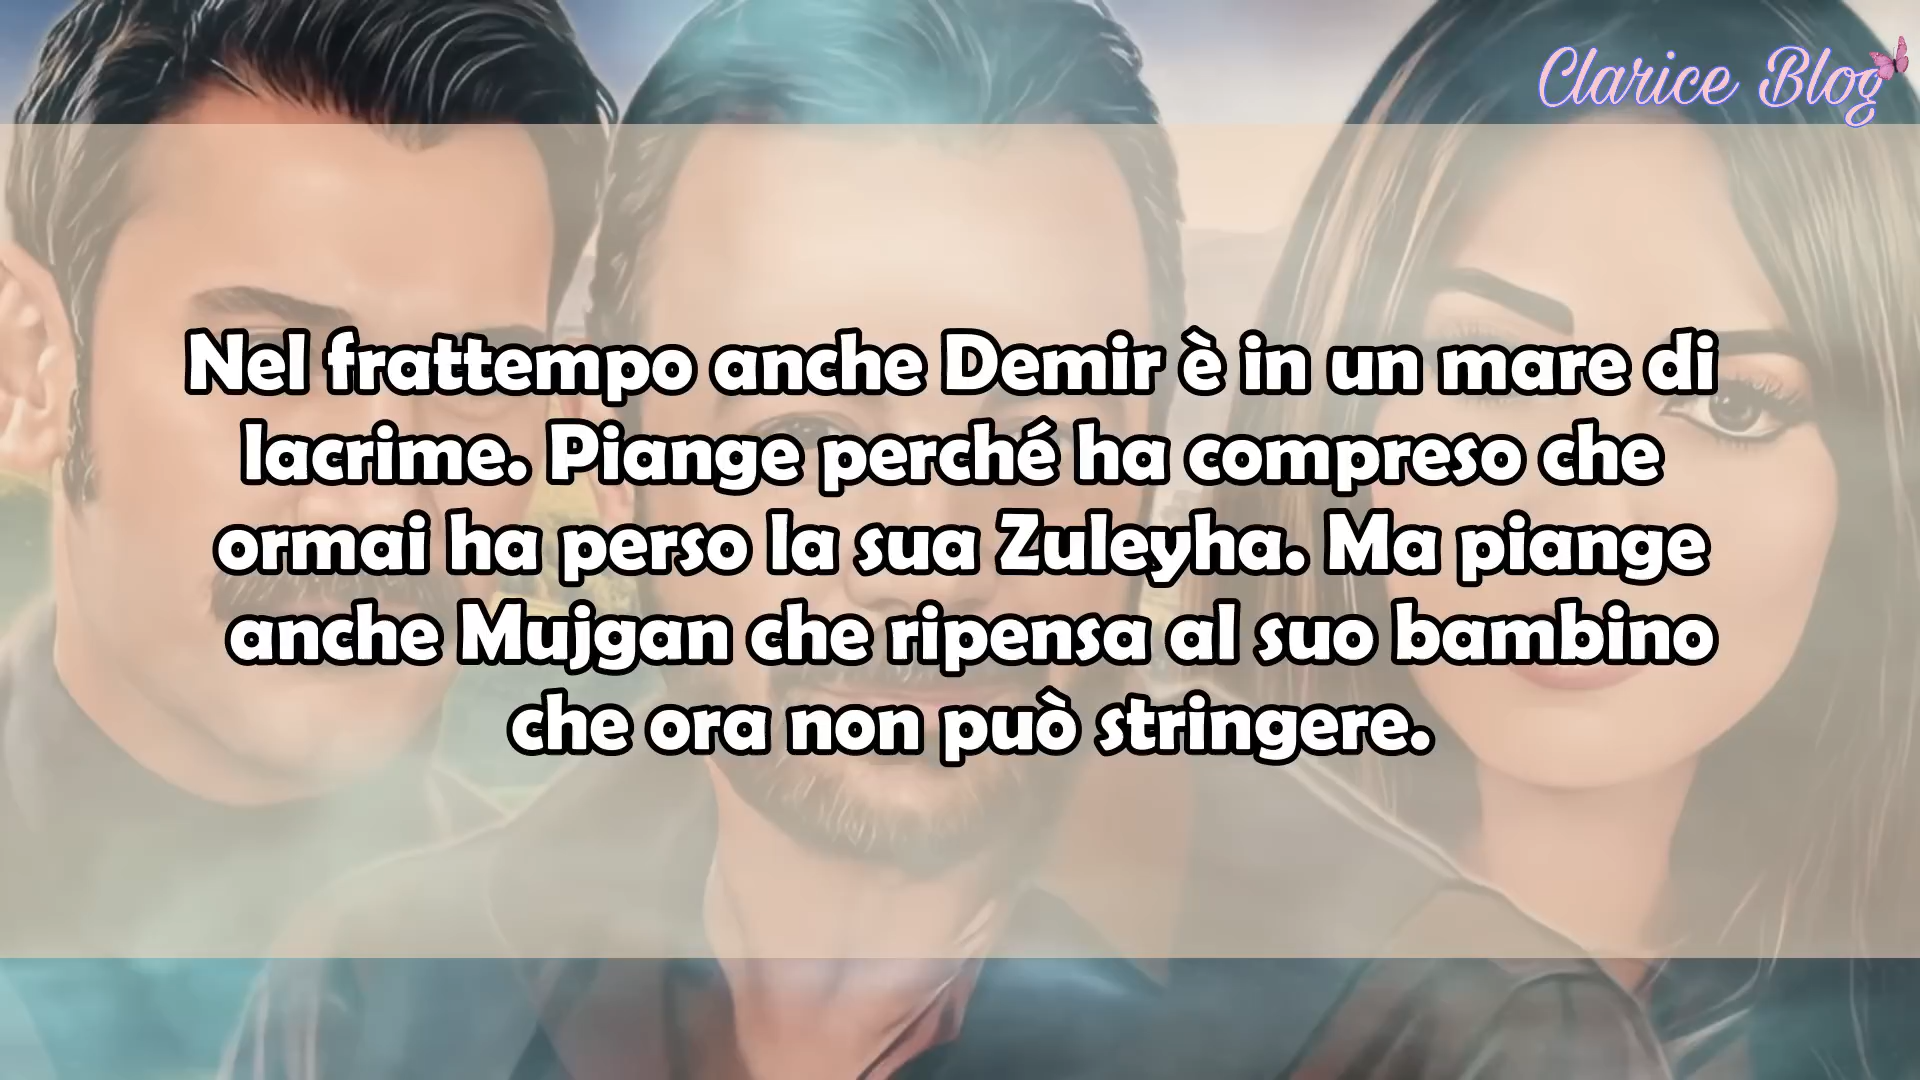 Clarice Blog
Nel frattempo anche Demir è in un mare di
lacrime. Piange perché ha compreso che
ormai ha perso la sua Zuleyha. Ma piange
anche Mujgan che ripensa al suo bambino
che ora non può stringere.